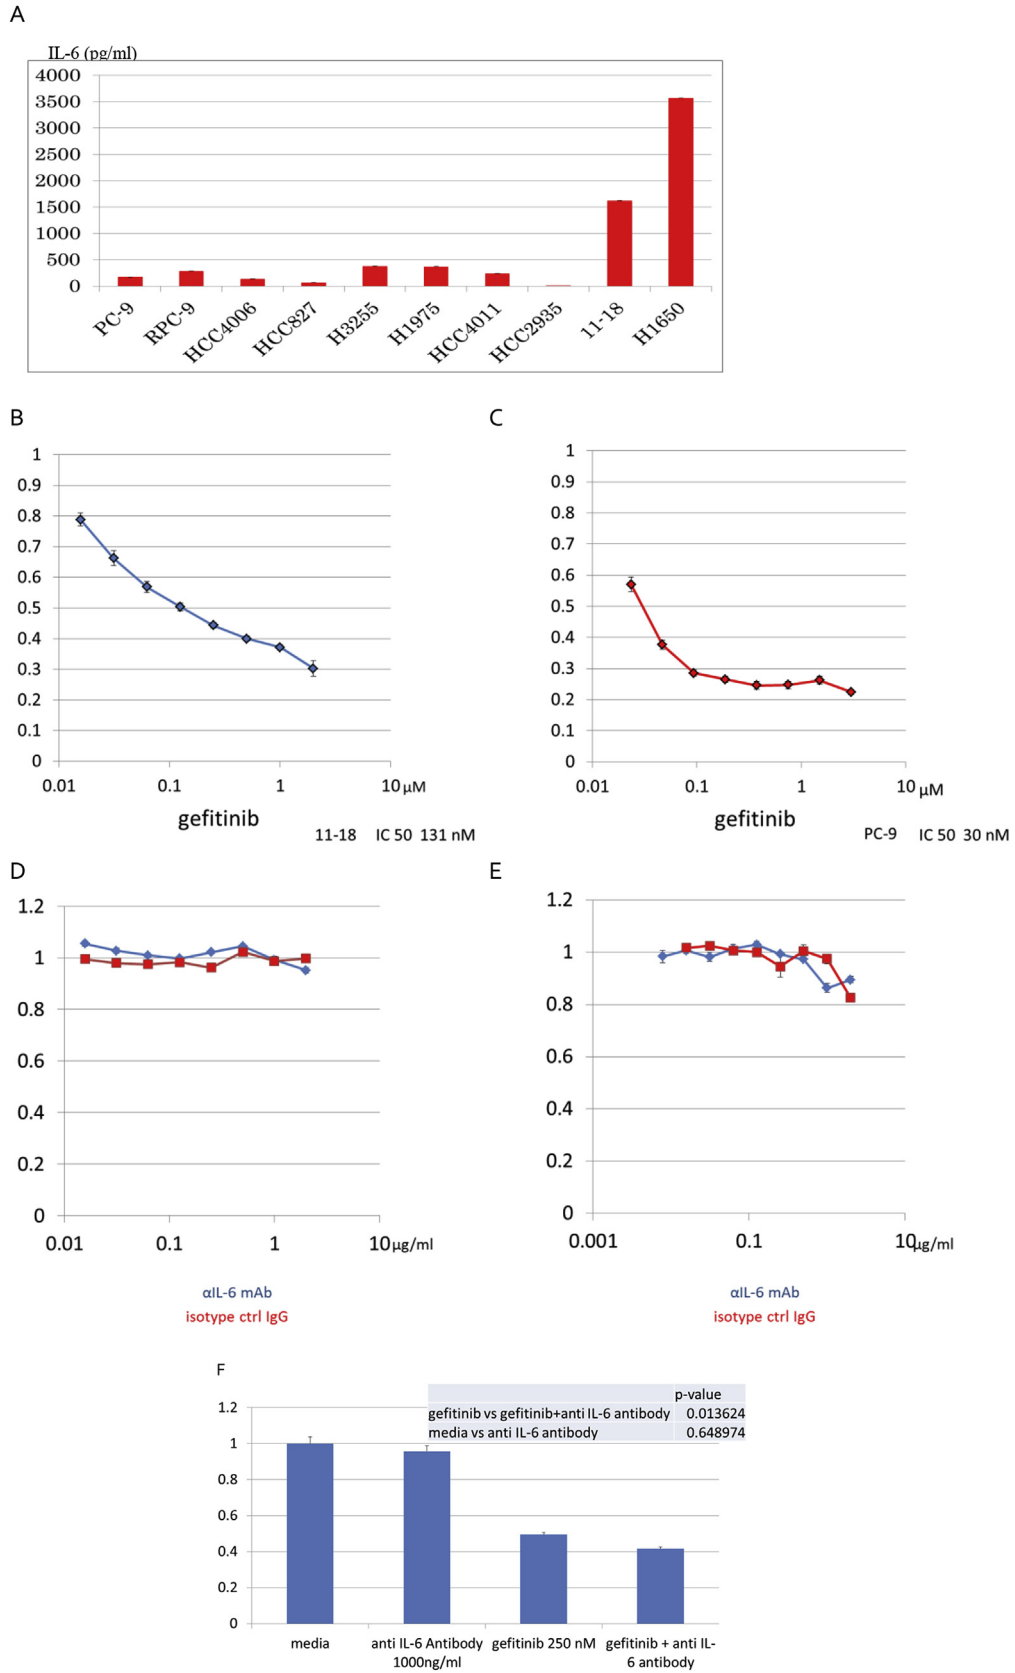 A
IL-6 (pg/ml)
4000
3500
3000
2500
2000
1500
1000
500
0
PC-9
RPC-9
HCC4006
HCC827
H3255
H1975
HCC4011
HCC2935
11-18
H1650
B
1
0.9
0.8
0.7
0.6
0.5
0.4
0.3
0.2
0.1
0
0.01 0.1 1 10 μM
gefitinib
11-18 IC 50 131 nM
C
1
0.9
0.8
0.7
0.6
0.5
0.4
0.3
0.2
0.1
0
0.01 0.1 1 10 μM
gefitinib
PC-9 IC 50 30 nM
D
1.2
1
0.8
0.6
0.4
0.2
0
0.01 0.1 1 10 μg/ml
αIL-6 mAb
isotype ctrl IgG
E
1.2
1
0.8
0.6
0.4
0.2
0
0.001 0.1 10 μg/ml
αIL-6 mAb
isotype ctrl IgG
F
p-value
gefitinib vs gefitinib+anti IL-6 antibody 0.013624
media vs anti IL-6 antibody 0.648974
1.2
1
0.8
0.6
0.4
0.2
0
media
anti IL-6 Antibody
1000ng/ml
gefitinib 250 nM
gefitinib + anti IL-
6 antibody